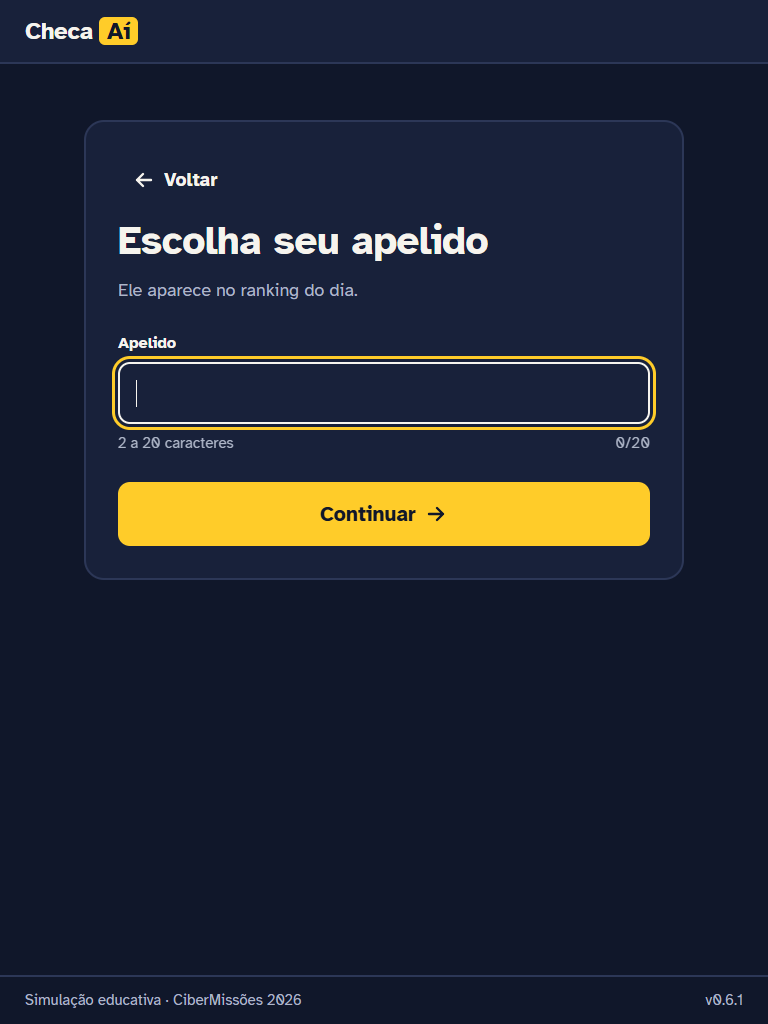 Checa Aí
Voltar
Escolha seu apelido
Ele aparece no ranking do dia.
Apelido
2 a 20 caracteres 0/20
Continuar
Simulação educativa · CiberMissões 2026 v0.6.1